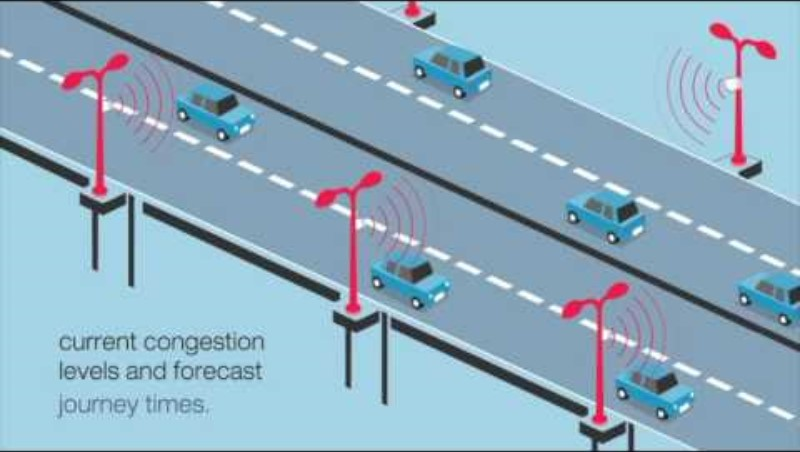 current congestion
levels and forecast
journey times.